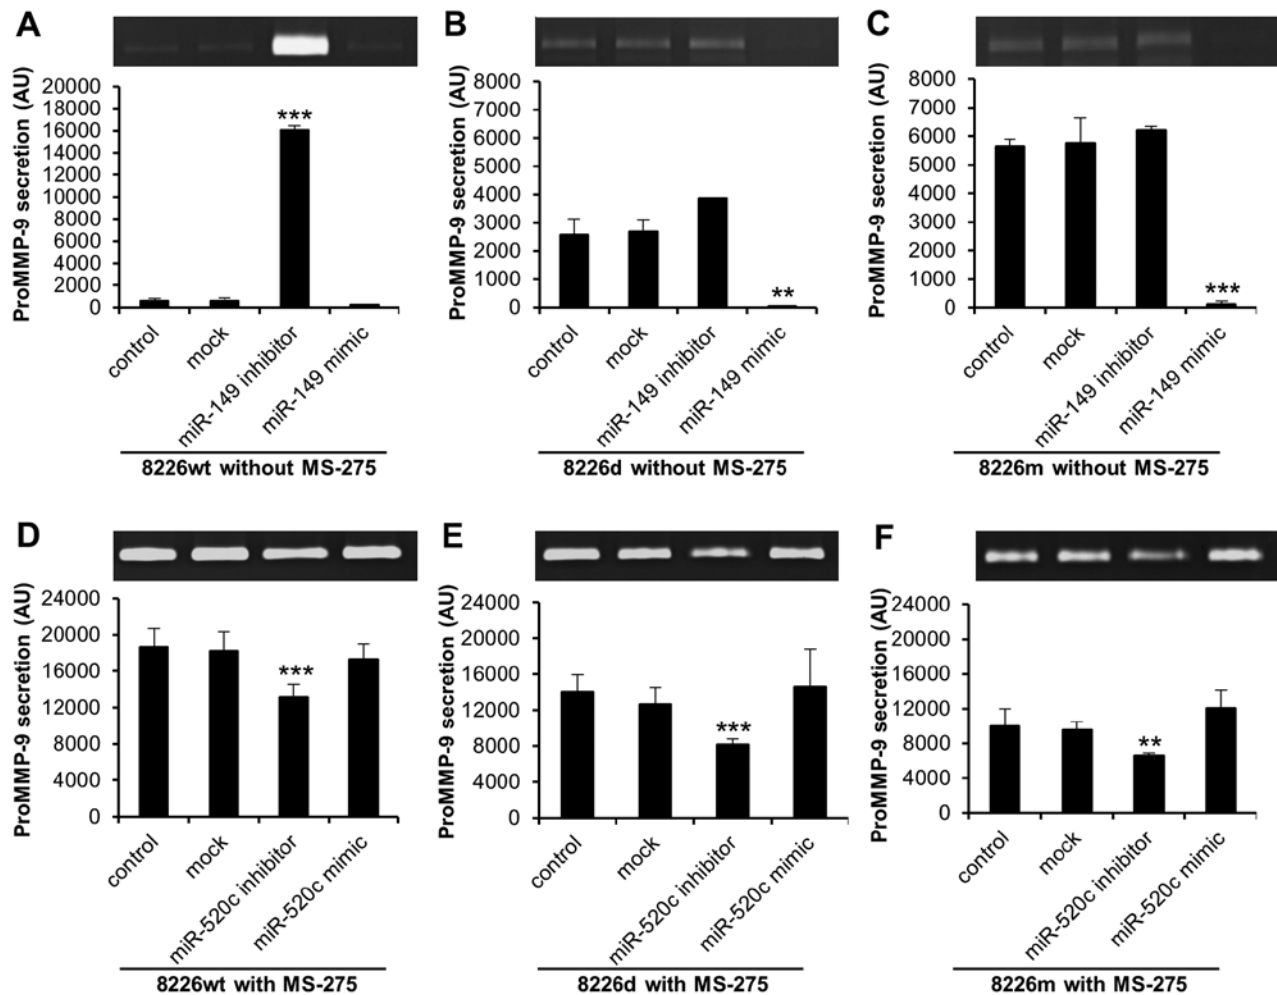 A
ProMMP-9 secretion (AU)
20000
18000
16000
14000
12000
10000
8000
6000
4000
2000
0
***
control
mock
miR-149 inhibitor
miR-149 mimic
8226wt without MS-275
B
ProMMP-9 secretion (AU)
8000
7000
6000
5000
4000
3000
2000
1000
0
**
control
mock
miR-149 inhibitor
miR-149 mimic
8226d without MS-275
C
ProMMP-9 secretion (AU)
8000
7000
6000
5000
4000
3000
2000
1000
0
***
control
mock
miR-149 inhibitor
miR-149 mimic
8226m without MS-275
D
ProMMP-9 secretion (AU)
24000
20000
16000
12000
8000
4000
0
***
control
mock
miR-520c inhibitor
miR-520c mimic
8226wt with MS-275
E
ProMMP-9 secretion (AU)
24000
20000
16000
12000
8000
4000
0
***
control
mock
miR-520c inhibitor
miR-520c mimic
8226d with MS-275
F
ProMMP-9 secretion (AU)
24000
20000
16000
12000
8000
4000
0
**
control
mock
miR-520c inhibitor
miR-520c mimic
8226m with MS-275